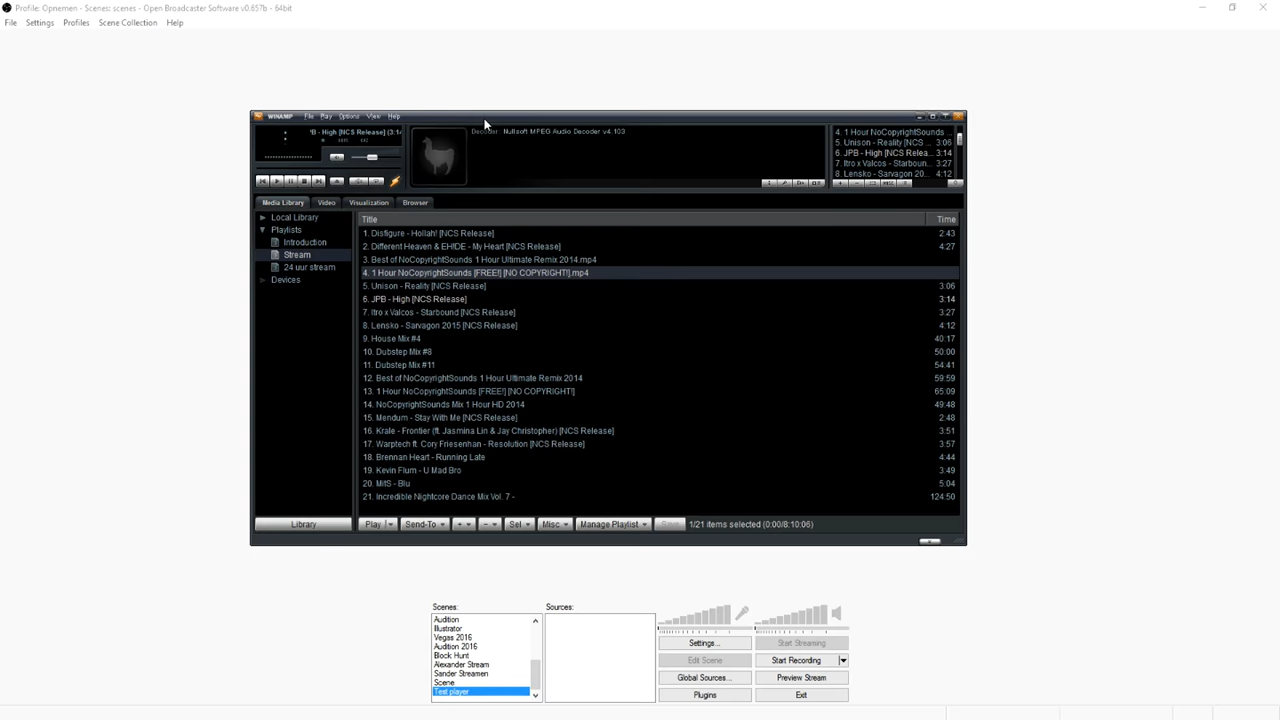 Profile: Opnemen - Scenes: scenes - Open Broadcaster Software v0.657b - 64bit
File Settings Profiles Scene Collection Help
WINAMP File Play Options View Help
'B - High [NCS Release] (3:14
Decoder: Nullsoft MPEG Audio Decoder v4.103
4. 1 Hour NoCopyrightSounds ...
5. Unison - Reality [NCS ... 3:06
6. JPB - High [NCS Relea... 3:14
7. Itro x Valcos - Starboun... 3:27
8. Lensko - Sarvagon 20... 4:12
Media Library Video Visualization Browser
Local Library
Playlists
Introduction
Stream
24 uur stream
Devices
Library
Title Time
1. Disfigure - Hollah! [NCS Release] 2:43
2. Different Heaven & EH!DE - My Heart [NCS Release] 4:27
3. Best of NoCopyrightSounds 1 Hour Ultimate Remix 2014.mp4
4. 1 Hour NoCopyrightSounds [FREE!] [NO COPYRIGHT!].mp4
5. Unison - Reality [NCS Release] 3:06
6. JPB - High [NCS Release] 3:14
7. Itro x Valcos - Starbound [NCS Release] 3:27
8. Lensko - Sarvagon 2015 [NCS Release] 4:12
9. House Mix #4 40:17
10. Dubstep Mix #8 50:00
11. Dubstep Mix #11 54:41
12. Best of NoCopyrightSounds 1 Hour Ultimate Remix 2014 59:59
13. 1 Hour NoCopyrightSounds [FREE!] [NO COPYRIGHT!] 65:09
14. NoCopyrightSounds Mix 1 Hour HD 2014 49:48
15. Mendum - Stay With Me [NCS Release] 2:48
16. Krale - Frontier (ft. Jasmina Lin & Jay Christopher) [NCS Release] 3:51
17. Warptech ft. Cory Friesenhan - Resolution [NCS Release] 3:57
18. Brennan Heart - Running Late 4:44
19. Kevin Flum - U Mad Bro 3:49
20. MitS - Blu 5:04
21. Incredible Nightcore Dance Mix Vol. 7 - 124:50
Play Send-To + - Sel Misc Manage Playlist Save 1/21 items selected (0:00/8:10:06)
Scenes:
Audition
Illustrator
Vegas 2016
Audition 2016
Block Hunt
Alexander Stream
Sander Streamen
Scene
Test player
Sources:
Settings... Start Streaming
Edit Scene Start Recording
Global Sources... Preview Stream
Plugins Exit